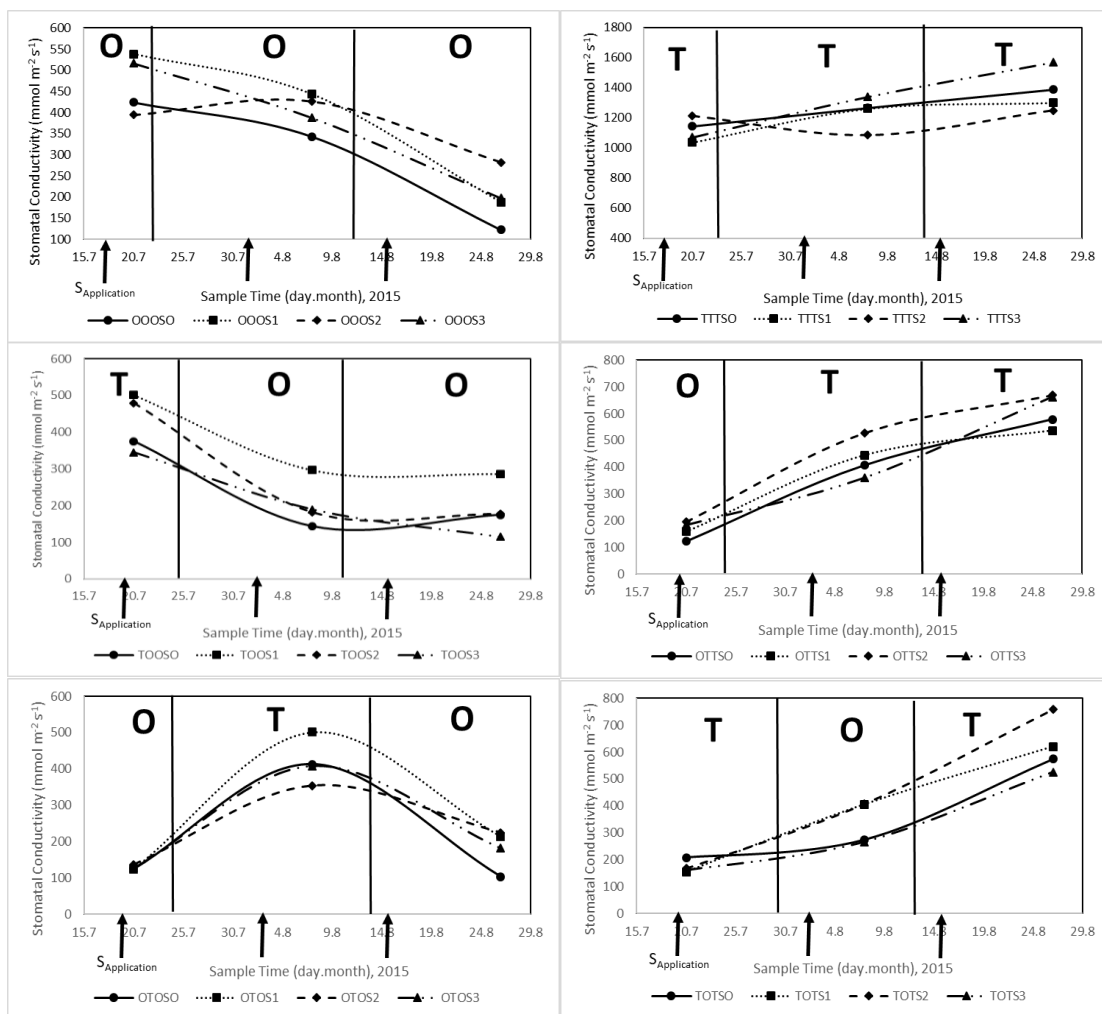 Stomatal Conductivity (mmol m⁻² s⁻¹)
600
550
500
450
400
350
300
250
200
150
100
O O O
15.7 20.7 25.7 30.7 4.8 9.8 14.8 19.8 24.8 29.8
S Application
Sample Time (day.month), 2015
OOOSO OOOS1 OOOS2 OOOS3
Stomatal Conductivity (mmol m⁻² s⁻¹)
1800
1600
1400
1200
1000
800
600
400
T T T
15.7 20.7 25.7 30.7 4.8 9.8 14.8 19.8 24.8 29.8
S Application
Sample Time (day.month), 2015
TTTSO TTTS1 TTTS2 TTTS3
Stomatal Conductivity (mmol m⁻² s⁻¹)
600
500
400
300
200
100
0
T O O
15.7 20.7 25.7 30.7 4.8 9.8 14.8 19.8 24.8 29.8
S Application
Sample Time (day.month), 2015
TOOSO TOOS1 TOOS2 TOOS3
Stomatal Conductivity (mmol m⁻² s⁻¹)
800
700
600
500
400
300
200
100
0
O T T
15.7 20.7 25.7 30.7 4.8 9.8 14.8 19.8 24.8 29.8
S Application
Sample Time (day.month), 2015
OTTSO OTTS1 OTTS2 OTTS3
Stomatal Conductivity (mmol m⁻² s⁻¹)
600
500
400
300
200
100
0
O T O
15.7 20.7 25.7 30.7 4.8 9.8 14.8 19.8 24.8 29.8
S Application
Sample Time (day.month), 2015
OTOSO OTOS1 OTOS2 OTOS3
Stomatal Conductivity (mmol m⁻² s⁻¹)
800
700
600
500
400
300
200
100
0
T O T
15.7 20.7 25.7 30.7 4.8 9.8 14.8 19.8 24.8 29.8
S Application
Sample Time (day.month), 2015
TOTSO TOTS1 TOTS2 TOTS3